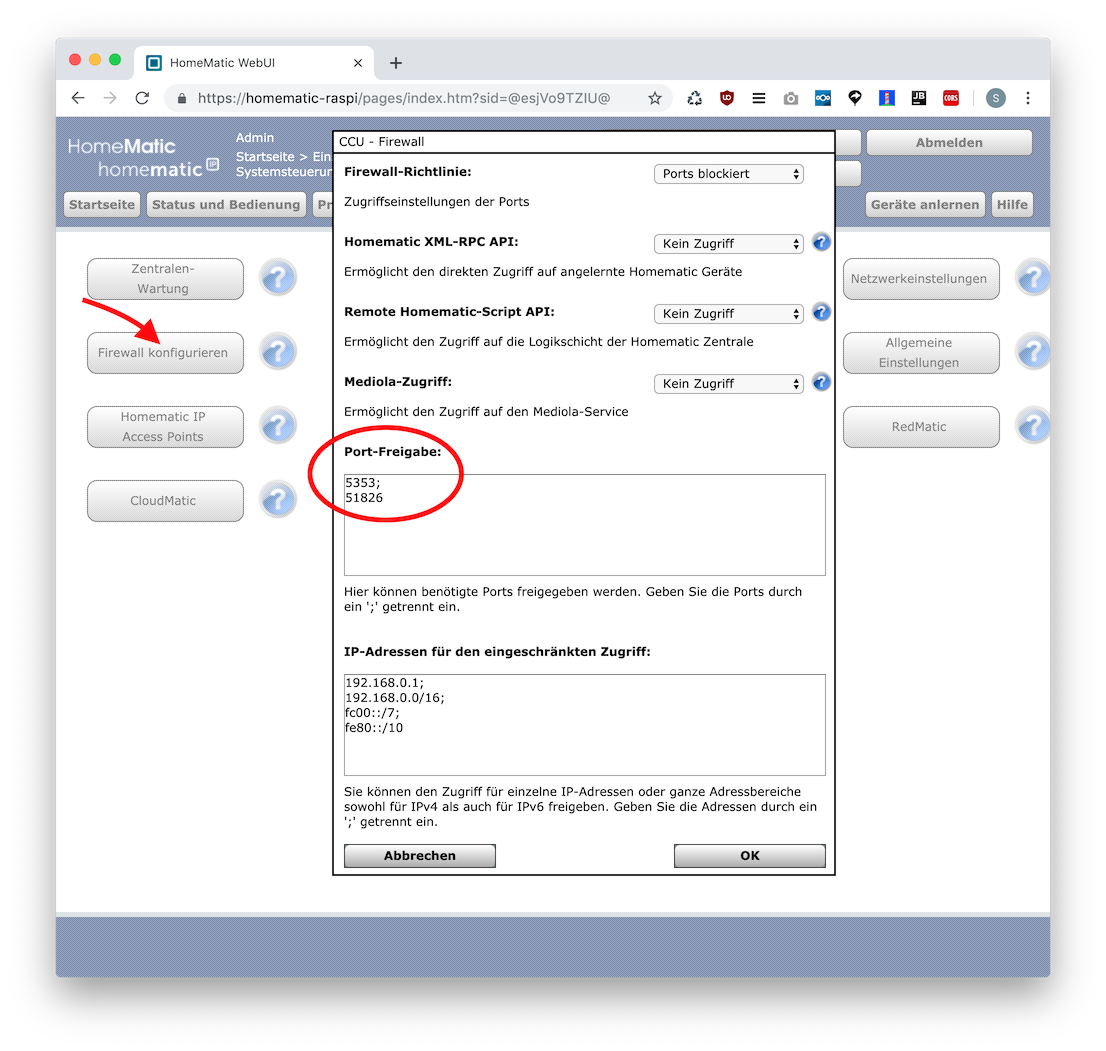 HomeMatic WebUI
https://homematic-raspi/pages/index.htm?sid=@esjVo9TZIU@
UD
JB
CORS
S
HomeMatic
homematic IP
Admin
Startseite > Ein
Systemsteuerun
Abmelden
Startseite
Status und Bedienung
Pr
Geräte anlernen
Hilfe
CCU - Firewall
Firewall-Richtlinie:
Ports blockiert
Zugriffseinstellungen der Ports
Homematic XML-RPC API:
Kein Zugriff
?
Ermöglicht den direkten Zugriff auf angelernte Homematic Geräte
Remote Homematic-Script API:
Kein Zugriff
?
Ermöglicht den Zugriff auf die Logikschicht der Homematic Zentrale
Mediola-Zugriff:
Kein Zugriff
?
Ermöglicht den Zugriff auf den Mediola-Service
Port-Freigabe:
5353;
51826
Hier können benötigte Ports freigegeben werden. Geben Sie die Ports durch
ein ';' getrennt ein.
IP-Adressen für den eingeschränkten Zugriff:
192.168.0.1;
192.168.0.0/16;
fc00::/7;
fe80::/10
Sie können den Zugriff für einzelne IP-Adressen oder ganze Adressbereiche
sowohl für IPv4 als auch für IPv6 freigeben. Geben Sie die Adressen durch ein
';' getrennt ein.
Abbrechen
OK
Zentralen-
Wartung
?
Firewall konfigurieren
?
Homematic IP
Access Points
?
CloudMatic
?
Netzwerkeinstellungen
?
Allgemeine
Einstellungen
?
RedMatic
?